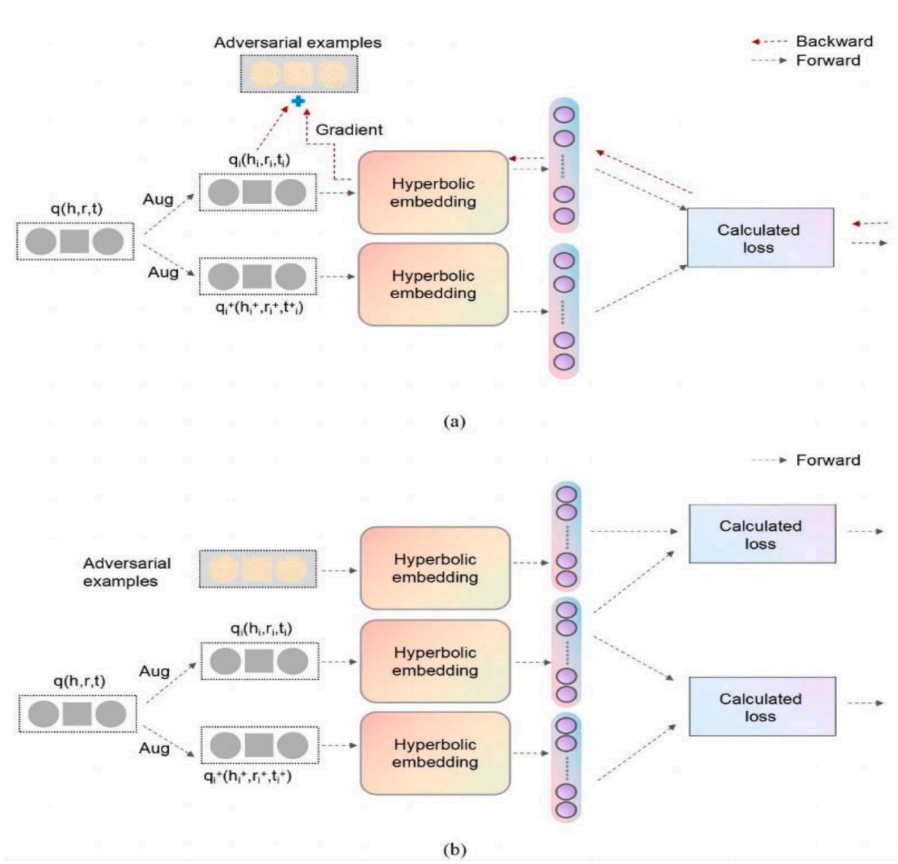 Adversarial examples
Backward
Forward
Gradient
qᵢ(hᵢ,rᵢ,tᵢ)
Aug
q(h,r,t)
Aug
qᵢ⁺(hᵢ⁺,rᵢ⁺,t⁺ᵢ)
Hyperbolic
embedding
Hyperbolic
embedding
Calculated
loss
(a)
Forward
Adversarial
examples
Hyperbolic
embedding
Calculated
loss
qᵢ(hᵢ,rᵢ,tᵢ)
Aug
q(h,r,t)
Aug
qᵢ⁺(hᵢ⁺,rᵢ⁺,tᵢ⁺)
Hyperbolic
embedding
Hyperbolic
embedding
Calculated
loss
(b)